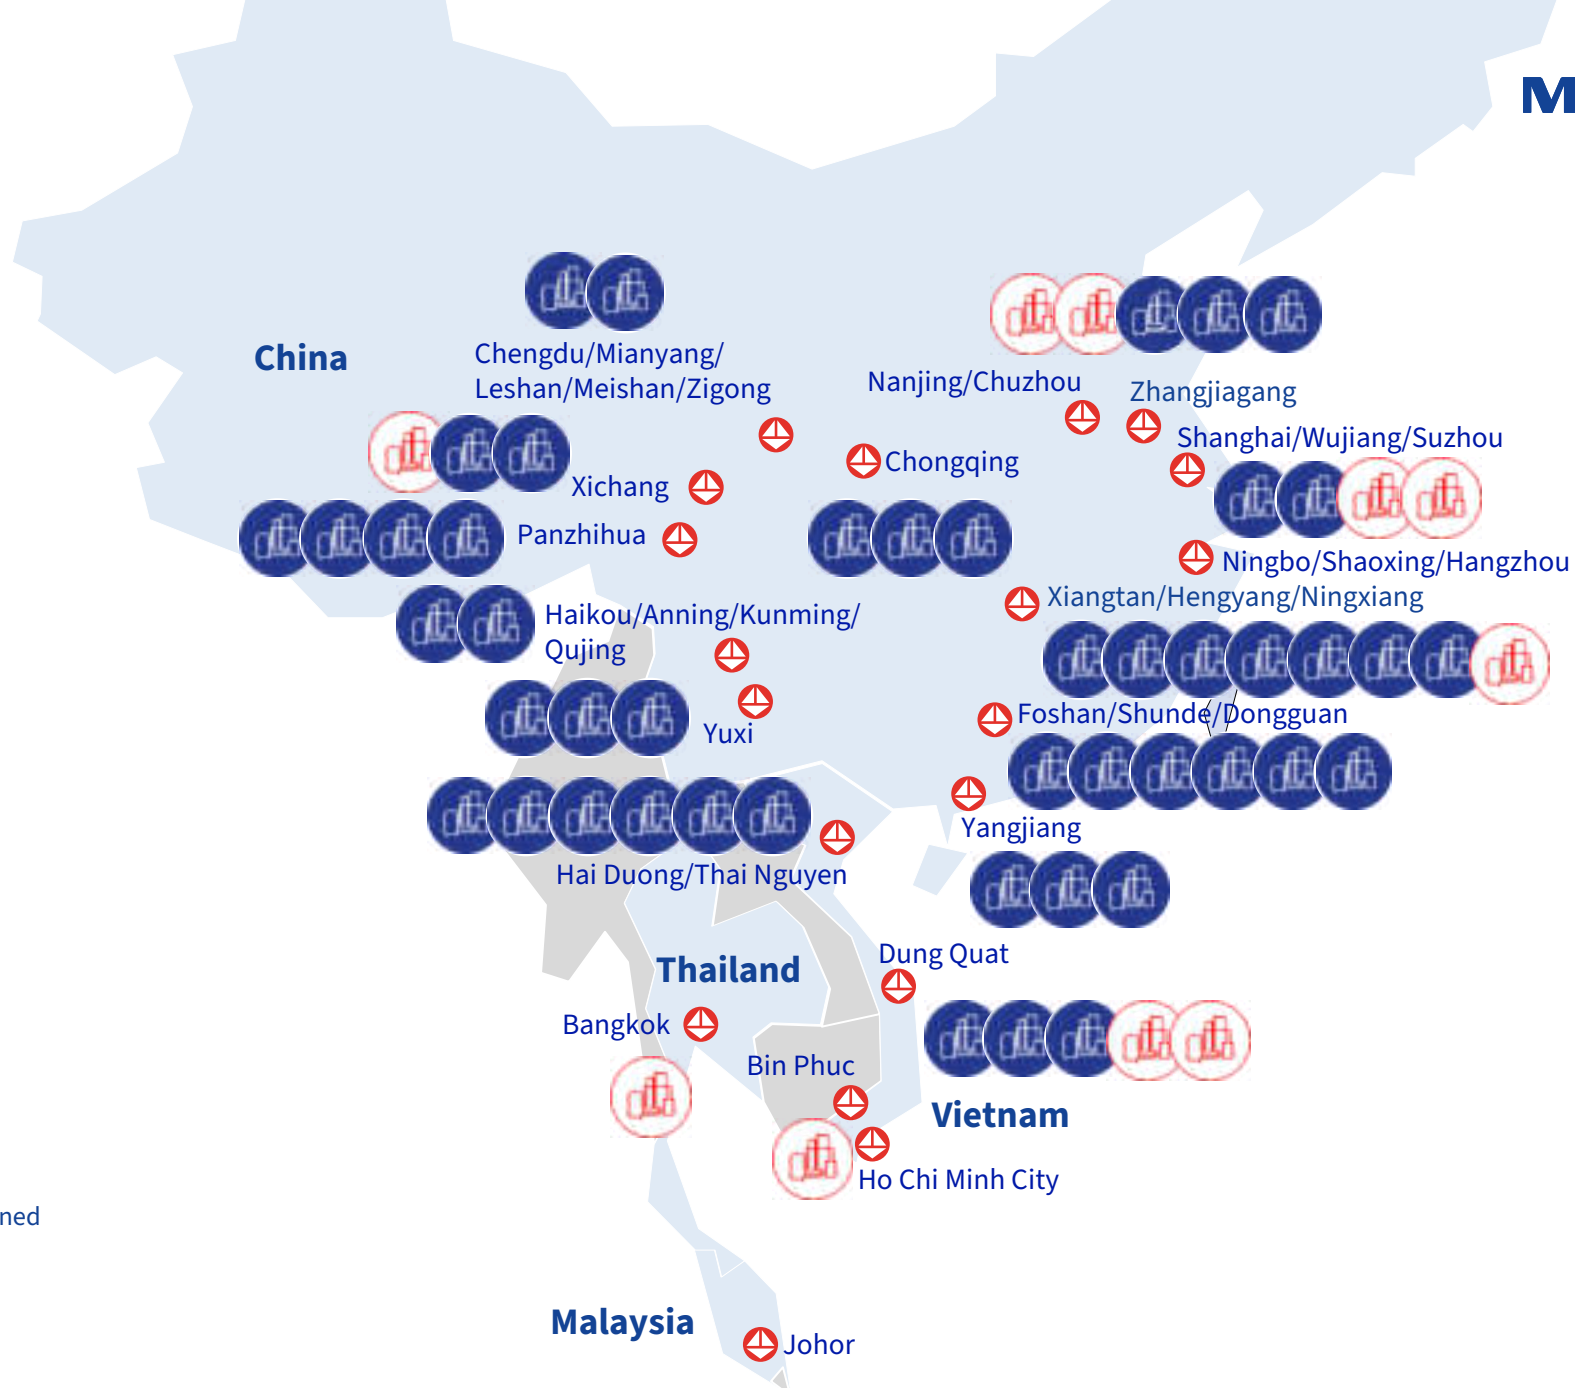 M
China
Chengdu/Mianyang/
Leshan/Meishan/Zigong
Nanjing/Chuzhou
Zhangjiagang
Shanghai/Wujiang/Suzhou
Chongqing
Xichang
Panzhihua
Ningbo/Shaoxing/Hangzhou
Xiangtan/Hengyang/Ningxiang
Haikou/Anning/Kunming/
Qujing
Foshan/Shunde/Dongguan
Yuxi
Yangjiang
Hai Duong/Thai Nguyen
Dung Quat
Thailand
Bangkok
Bin Phuc
Vietnam
Ho Chi Minh City
ned
Malaysia
Johor